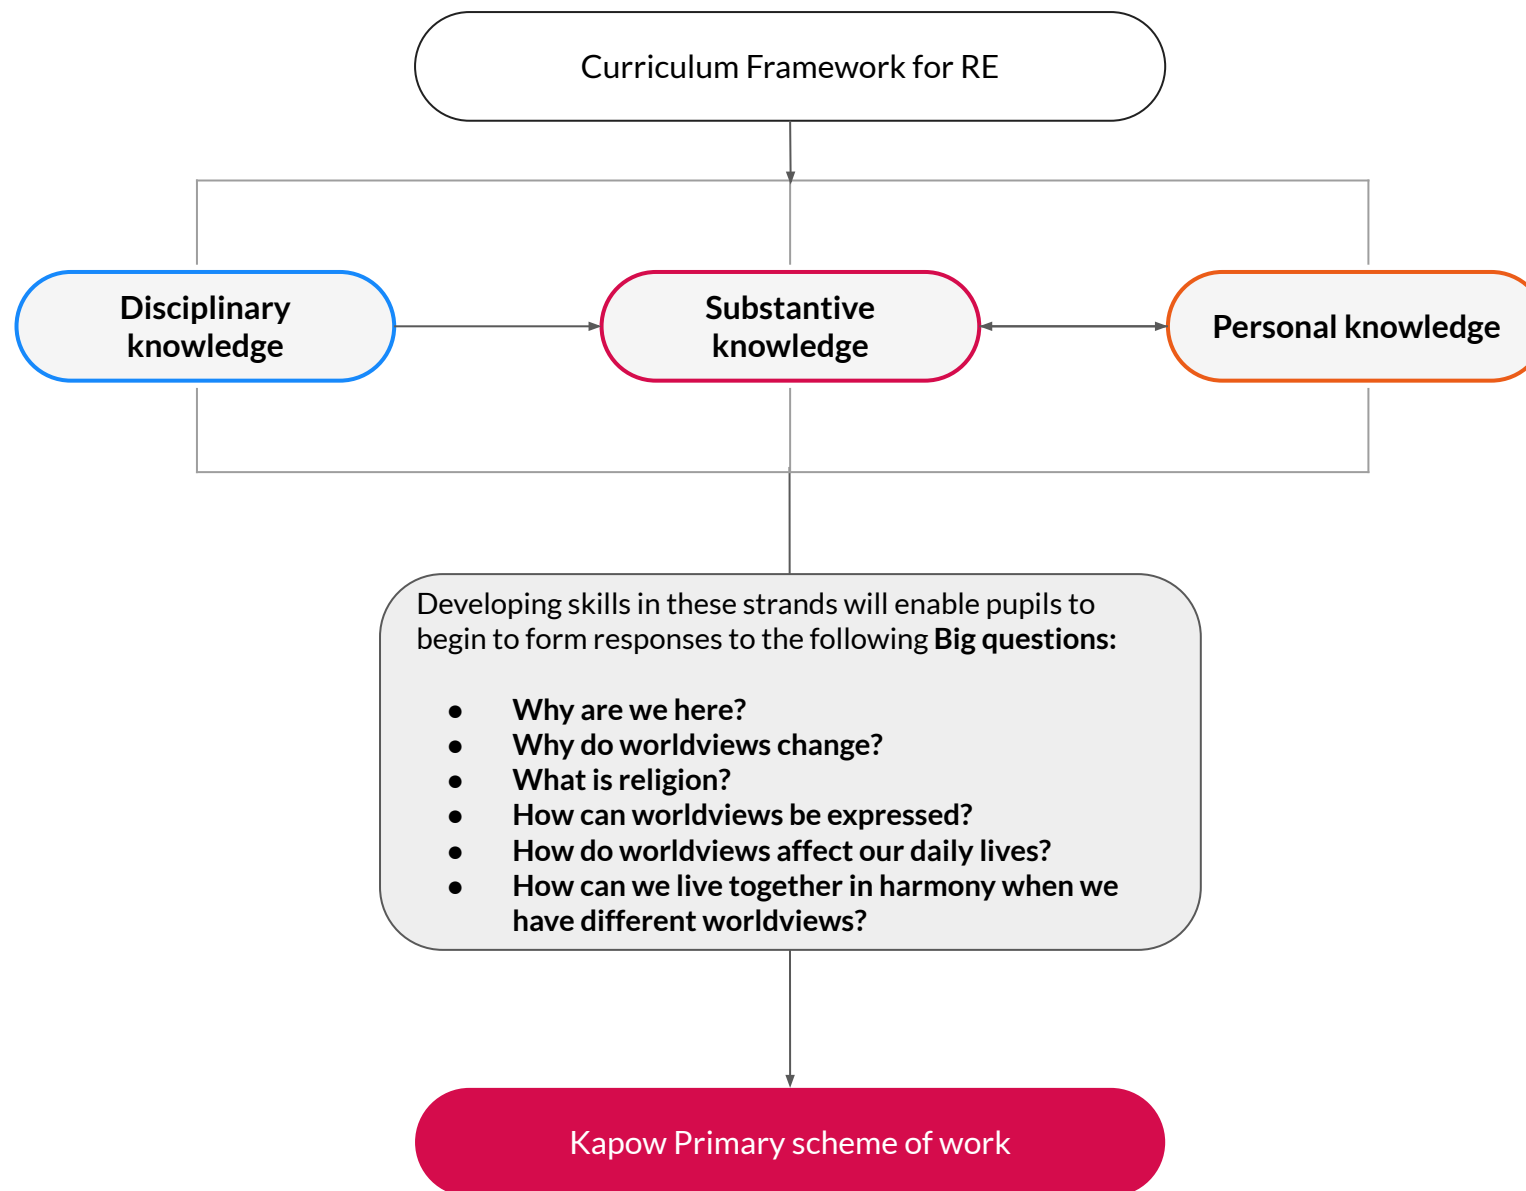 Curriculum Framework for RE
Disciplinary
knowledge
Substantive
knowledge
Personal knowledge
Developing skills in these strands will enable pupils to
begin to form responses to the following Big questions:
● Why are we here?
● Why do worldviews change?
● What is religion?
● How can worldviews be expressed?
● How do worldviews affect our daily lives?
● How can we live together in harmony when we
have different worldviews?
Kapow Primary scheme of work